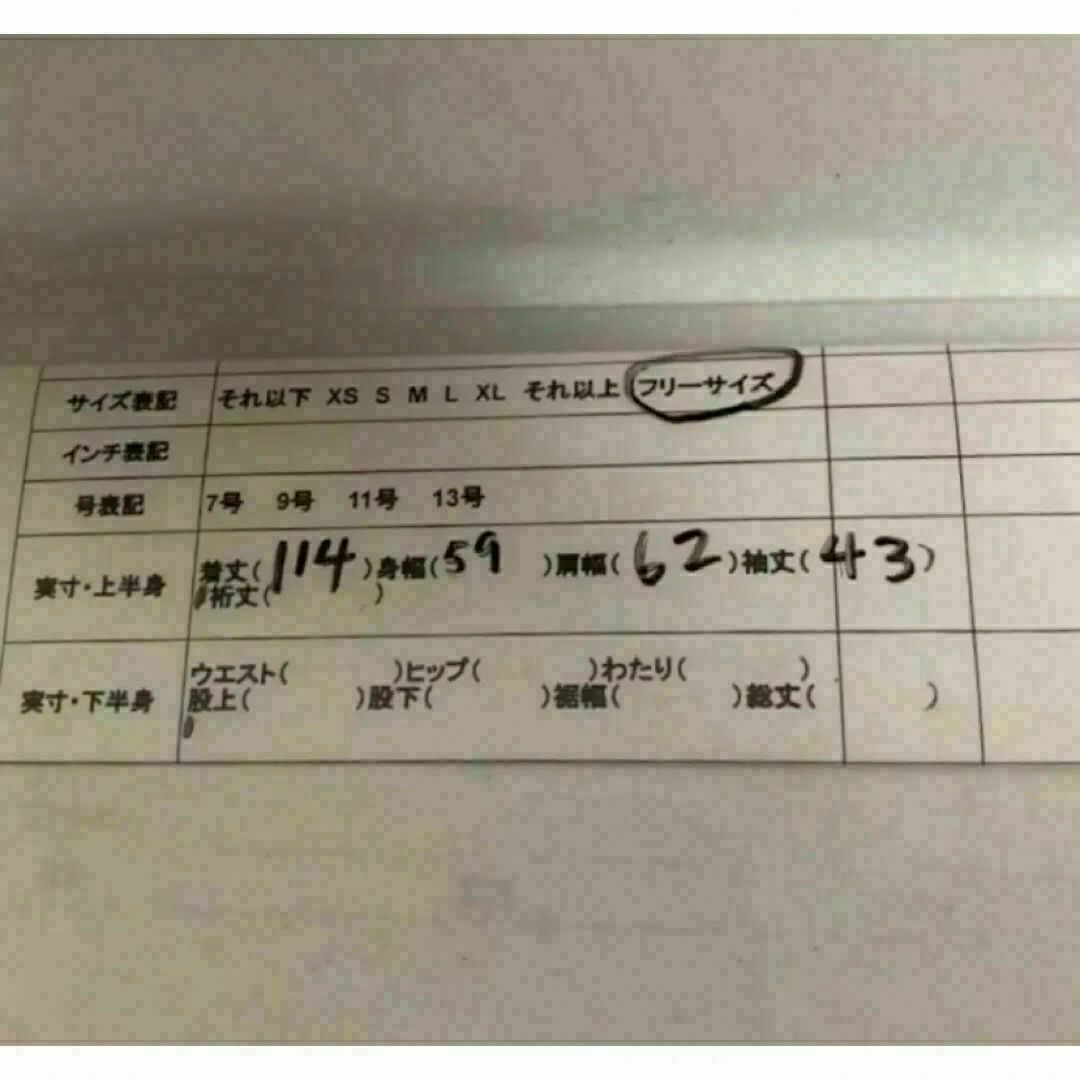 サイズ表記 それ以下 XS S M L XL それ以上 フリーサイズ
インチ表記
号表記 7号 9号 11号 13号
実寸・上半身 着丈(114)身幅(59)肩幅(62)袖丈(43)
裄丈( )
実寸・下半身 ウエスト( )ヒップ( )わたり( )
股上( )股下( )裾幅( )総丈( )